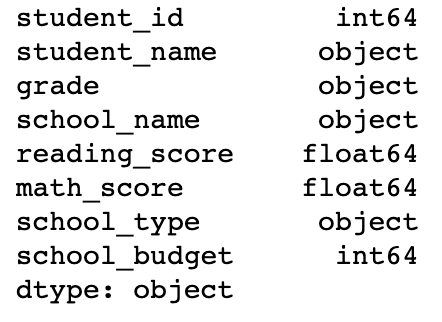 student_id int64
student_name object
grade object
school_name object
reading_score float64
math_score float64
school_type object
school_budget int64
dtype: object